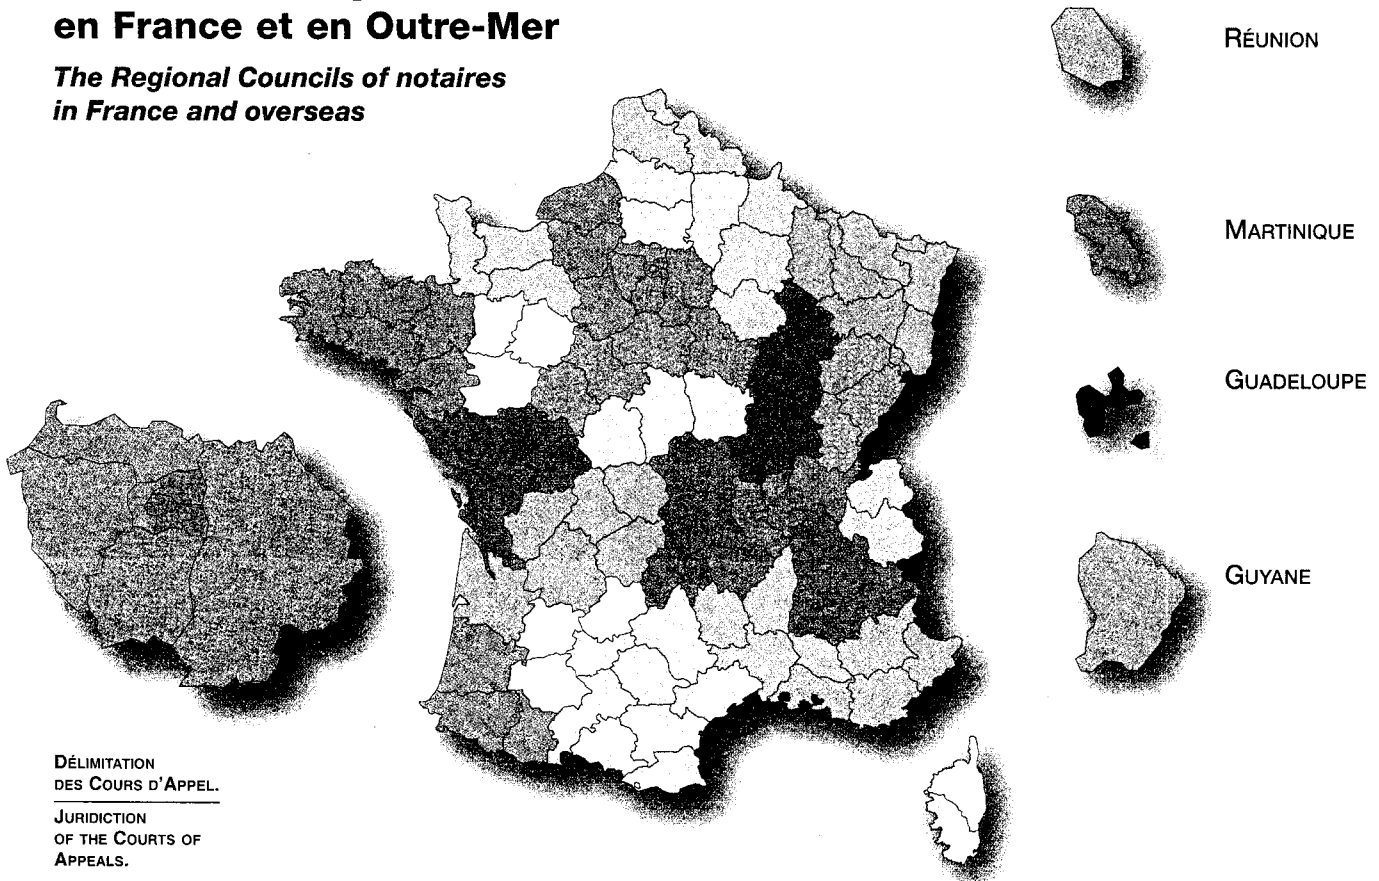 en France et en Outre-Mer
The Regional Councils of notaires
in France and overseas
RÉUNION
MARTINIQUE
GUADELOUPE
GUYANE
DÉLIMITATION
DES COURS D'APPEL.
JURIDICTION
OF THE COURTS OF
APPEALS.